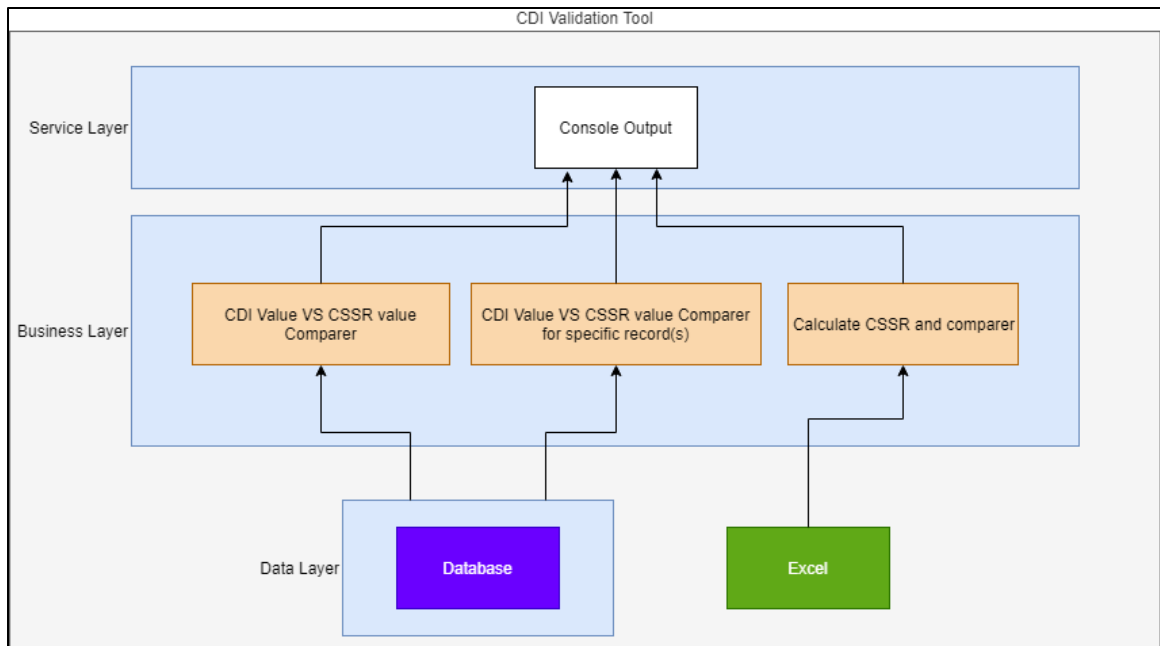 CDI Validation Tool
Service Layer
Console Output
Business Layer
CDI Value VS CSSR value
Comparer
CDI Value VS CSSR value Comparer
for specific record(s)
Calculate CSSR and comparer
Data Layer
Database
Excel